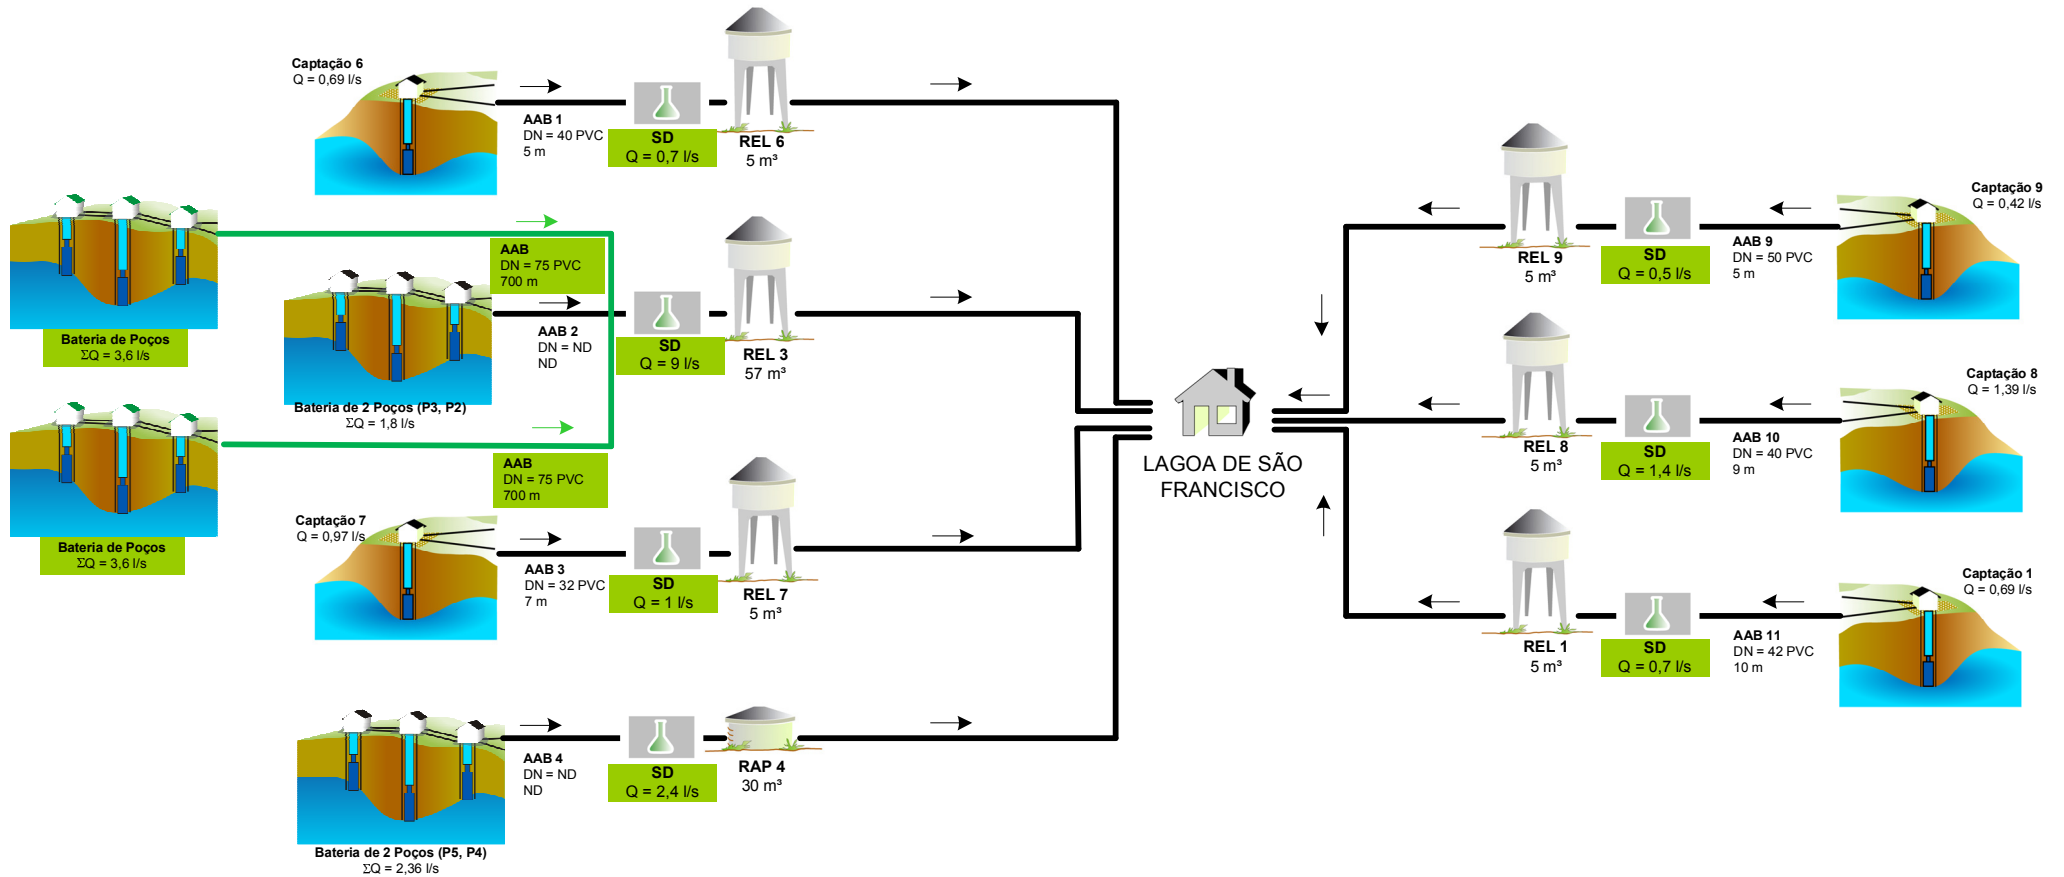 Captação 6
Q = 0,69 l/s
AAB 1
DN = 40 PVC
5 m
SD
Q = 0,7 l/s
REL 6
5 m³
Bateria de Poços
ΣQ = 3,6 l/s
AAB
DN = 75 PVC
700 m
Bateria de 2 Poços (P3, P2)
ΣQ = 1,8 l/s
AAB 2
DN = ND
ND
SD
Q = 9 l/s
REL 3
57 m³
Bateria de Poços
ΣQ = 3,6 l/s
AAB
DN = 75 PVC
700 m
Captação 7
Q = 0,97 l/s
AAB 3
DN = 32 PVC
7 m
SD
Q = 1 l/s
REL 7
5 m³
Bateria de 2 Poços (P5, P4)
ΣQ = 2,36 l/s
AAB 4
DN = ND
ND
SD
Q = 2,4 l/s
RAP 4
30 m³
LAGOA DE SÃO
FRANCISCO
REL 9
5 m³
SD
Q = 0,5 l/s
AAB 9
DN = 50 PVC
5 m
Captação 9
Q = 0,42 l/s
REL 8
5 m³
SD
Q = 1,4 l/s
AAB 10
DN = 40 PVC
9 m
Captação 8
Q = 1,39 l/s
REL 1
5 m³
SD
Q = 0,7 l/s
AAB 11
DN = 42 PVC
10 m
Captação 1
Q = 0,69 l/s